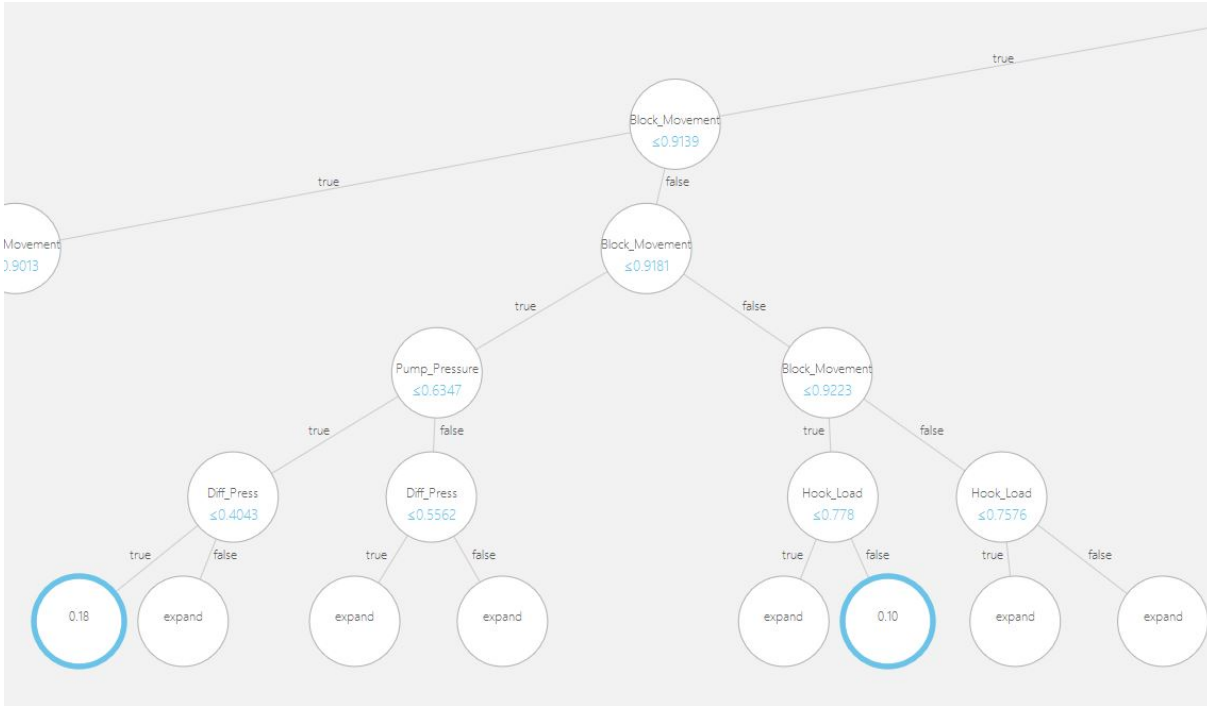 true
Block_Movement
≤0.9139
true
false
Movement
0.9013
Block_Movement
≤0.9181
true
false
Pump_Pressure
≤0.6347
Block_Movement
≤0.9223
true
false
true
false
Diff_Press
≤0.4043
Diff_Press
≤0.5562
Hook_Load
≤0.778
Hook_Load
≤0.7576
true
false
true
false
true
false
true
false
0.18
expand
expand
expand
expand
0.10
expand
expand